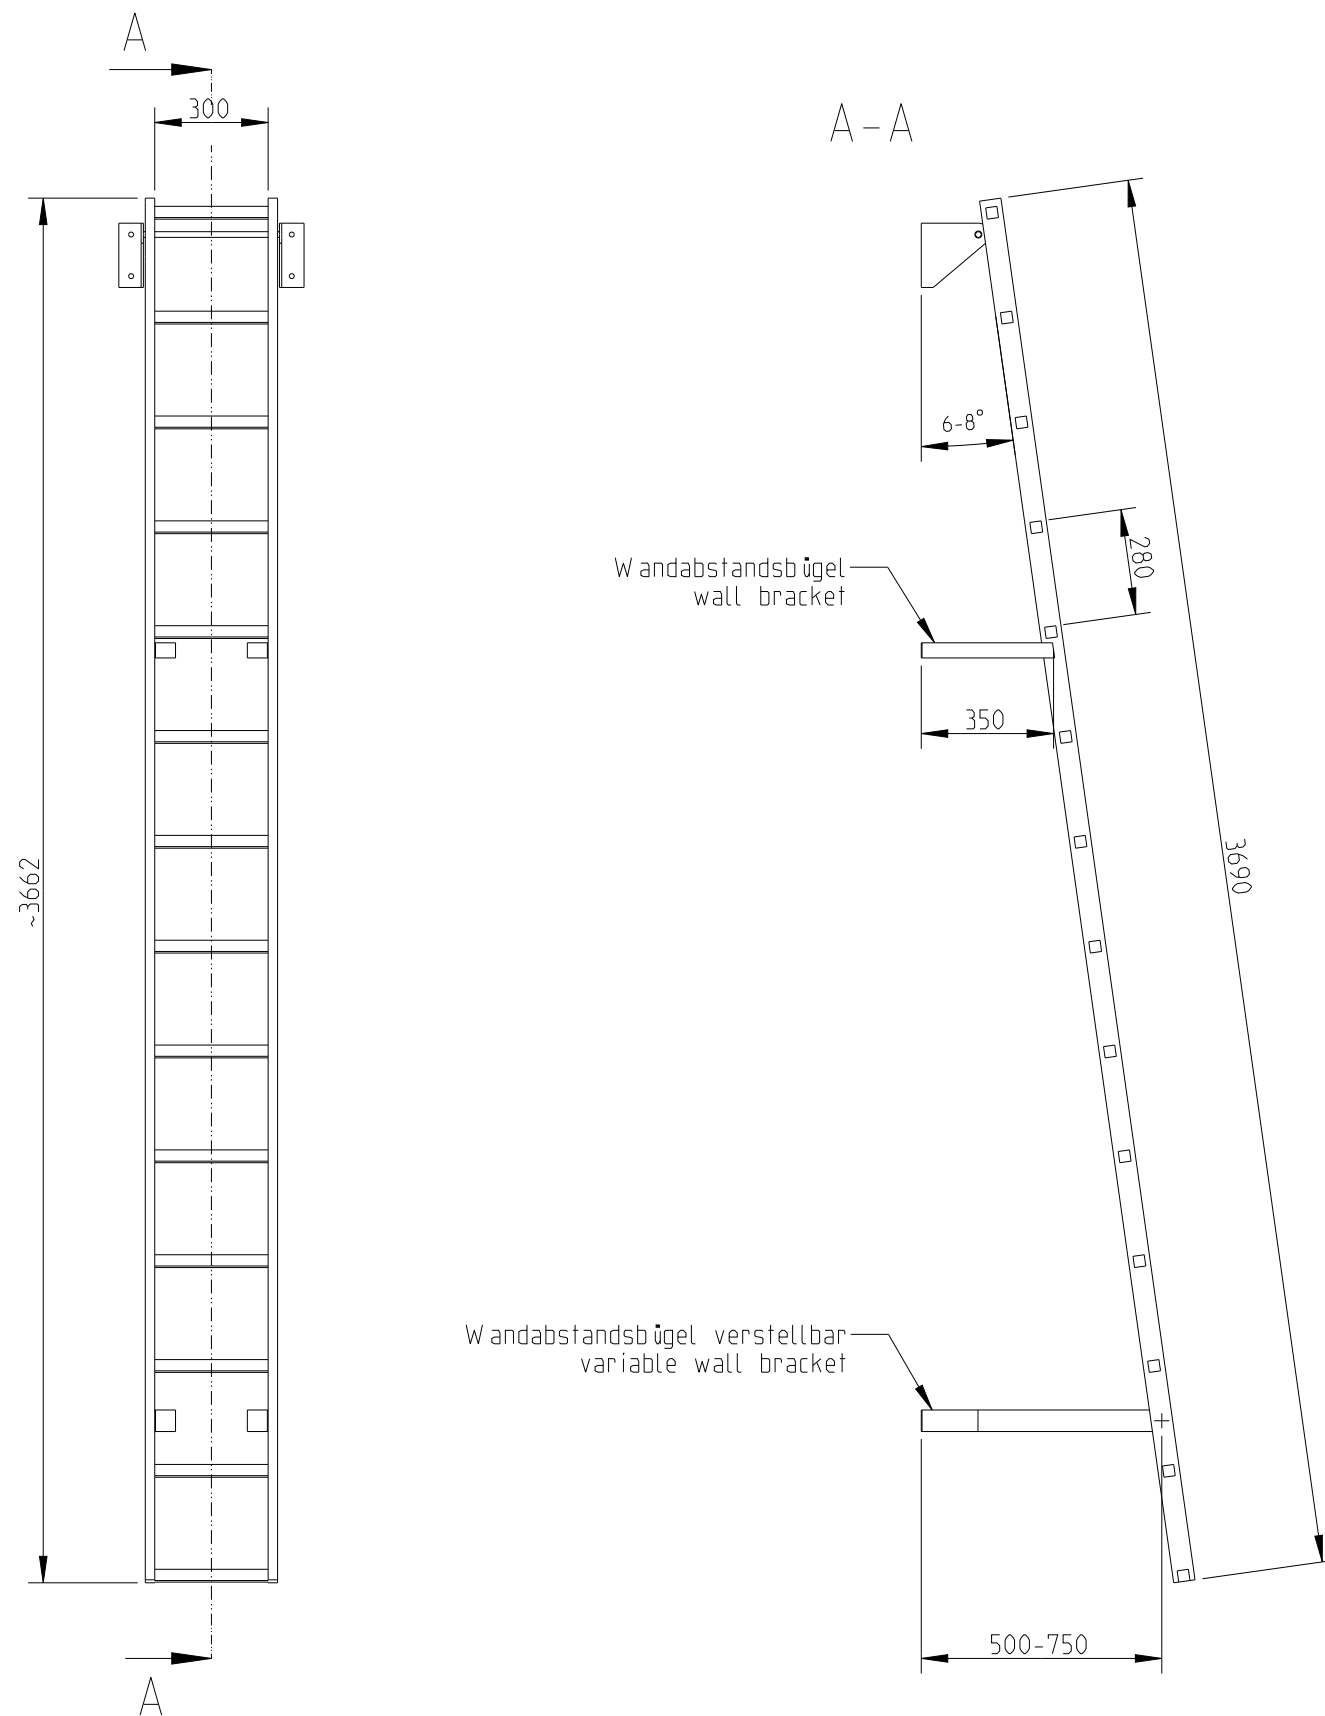 A
300
A-A
6-8°
280
Wandabstandsbügel
wall bracket
350
~3662
3690
Wandabstandsbügel verstellbar
variable wall bracket
500-750
A